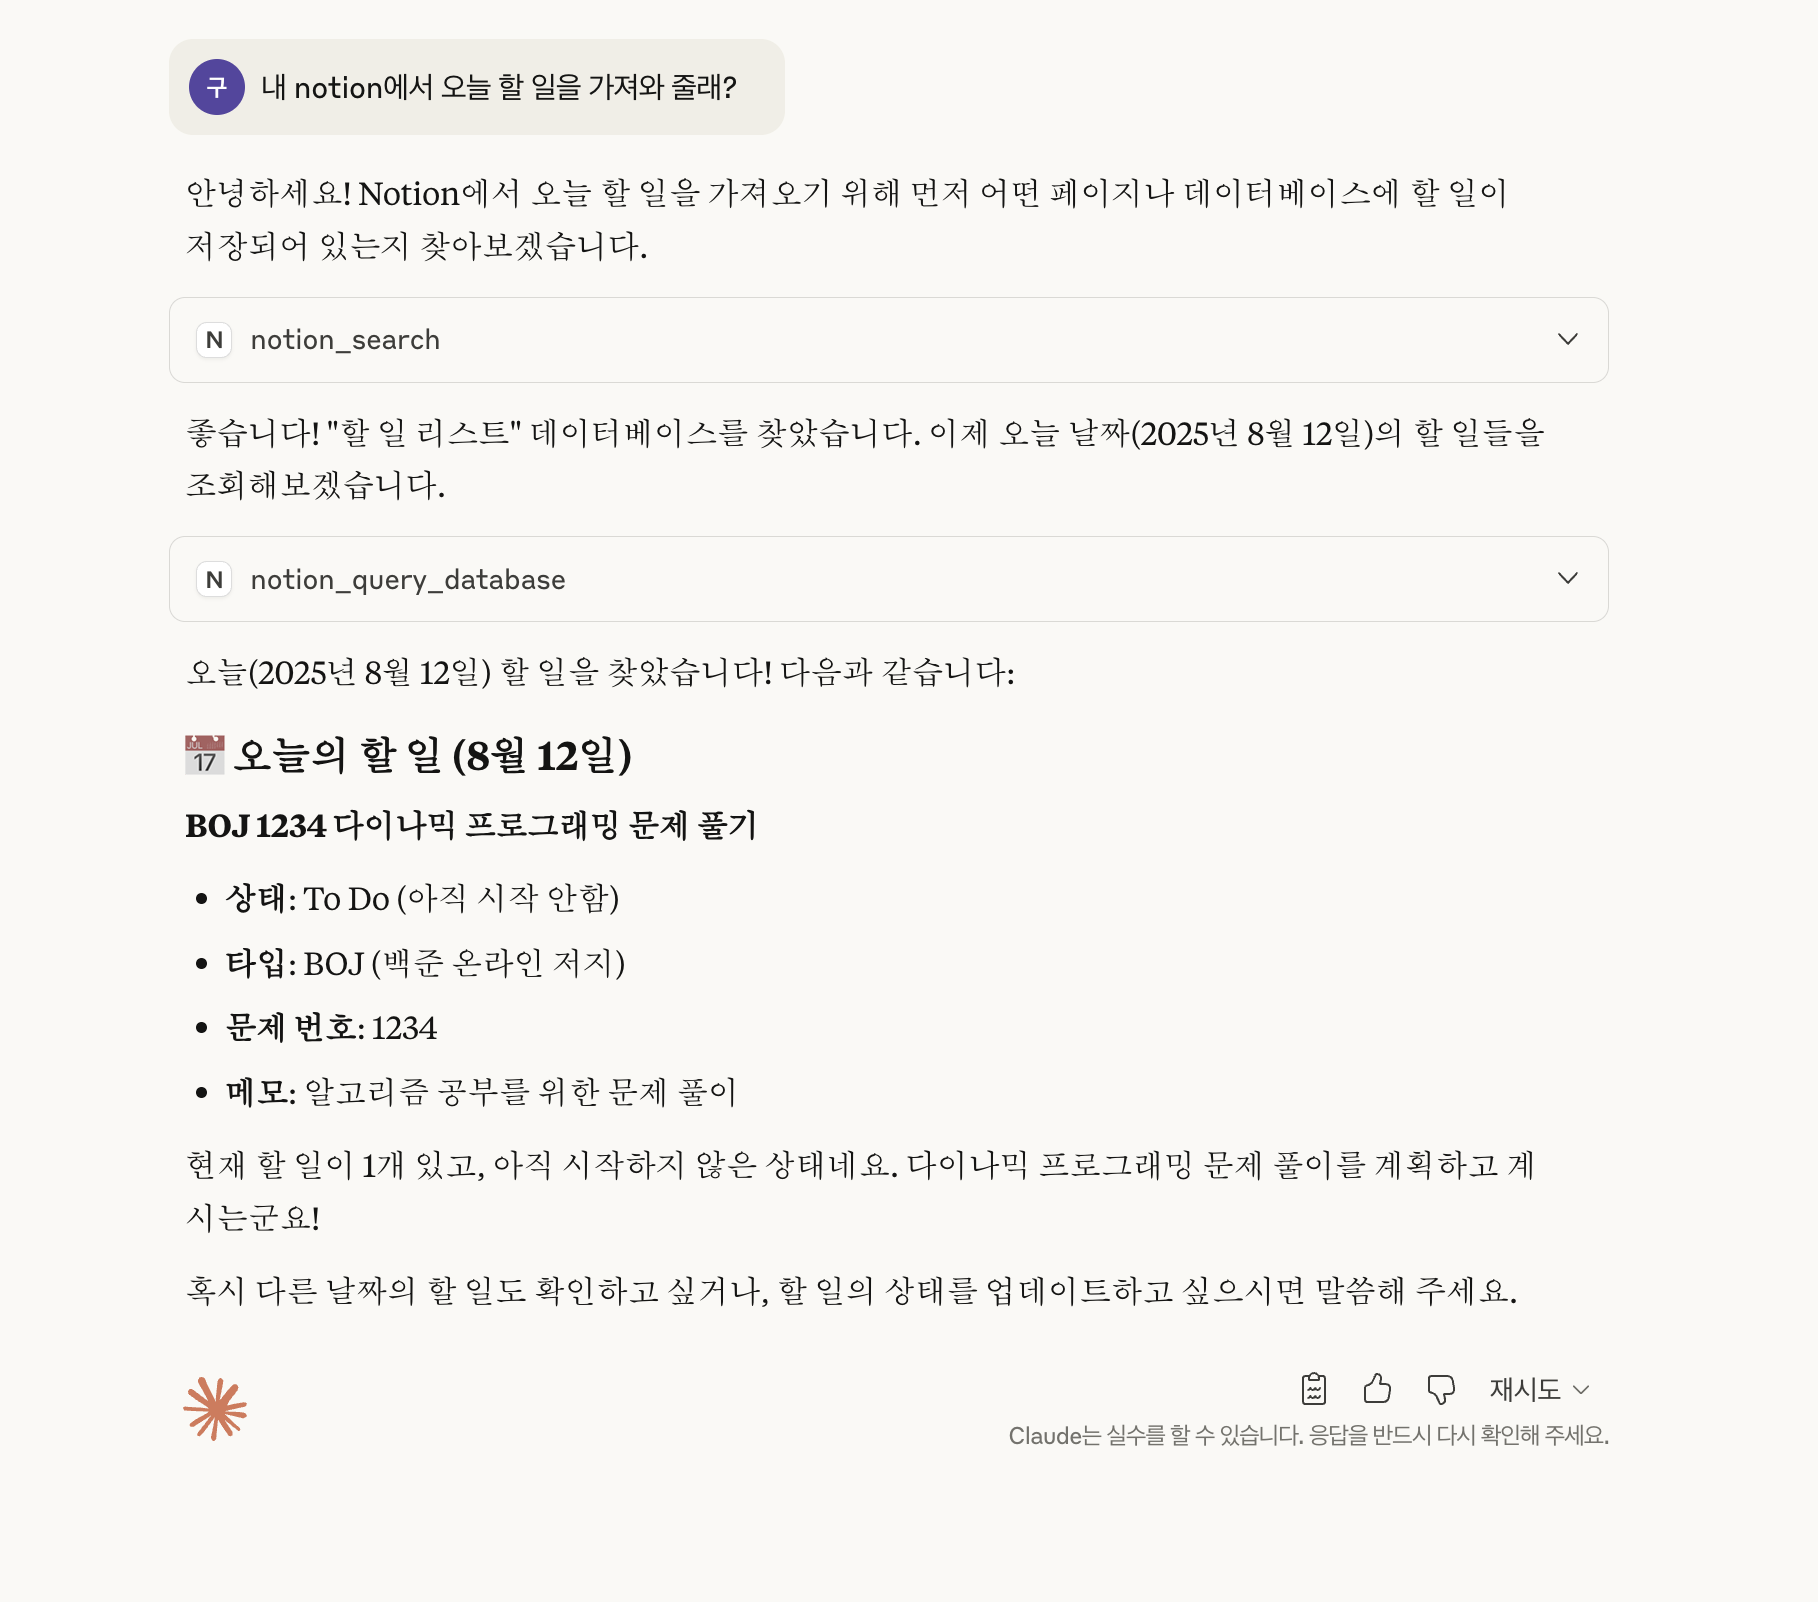 구 내 notion에서 오늘 할 일을 가져와 줄래?
안녕하세요! Notion에서 오늘 할 일을 가져오기 위해 먼저 어떤 페이지나 데이터베이스에 할 일이
저장되어 있는지 찾아보겠습니다.
N notion_search
좋습니다! "할 일 리스트" 데이터베이스를 찾았습니다. 이제 오늘 날짜(2025년 8월 12일)의 할 일들을
조회해보겠습니다.
N notion_query_database
오늘(2025년 8월 12일) 할 일을 찾았습니다! 다음과 같습니다:
JUL 17 오늘의 할 일 (8월 12일)
BOJ 1234 다이나믹 프로그래밍 문제 풀기
• 상태: To Do (아직 시작 안함)
• 타입: BOJ (백준 온라인 저지)
• 문제 번호: 1234
• 메모: 알고리즘 공부를 위한 문제 풀이
현재 할 일이 1개 있고, 아직 시작하지 않은 상태네요. 다이나믹 프로그래밍 문제 풀이를 계획하고 계
시는군요!
혹시 다른 날짜의 할 일도 확인하고 싶거나, 할 일의 상태를 업데이트하고 싶으시면 말씀해 주세요.
재시도
Claude는 실수를 할 수 있습니다. 응답을 반드시 다시 확인해 주세요.